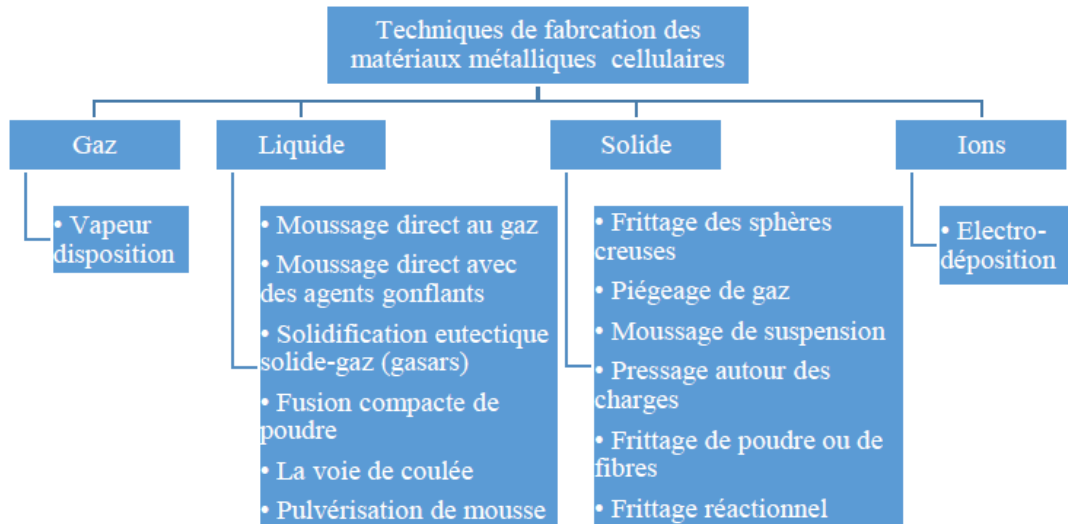 Techniques de fabrcation des
matériaux métalliques cellulaires
Gaz
Liquide
Solide
Ions
• Vapeur
disposition
• Moussage direct au gaz
• Moussage direct avec
des agents gonflants
• Solidification eutectique
solide-gaz (gasars)
• Fusion compacte de
poudre
• La voie de coulée
• Pulvérisation de mousse
• Frittage des sphères
creuses
• Piégeage de gaz
• Moussage de suspension
• Pressage autour des
charges
• Frittage de poudre ou de
fibres
• Frittage réactionnel
• Electro-
déposition